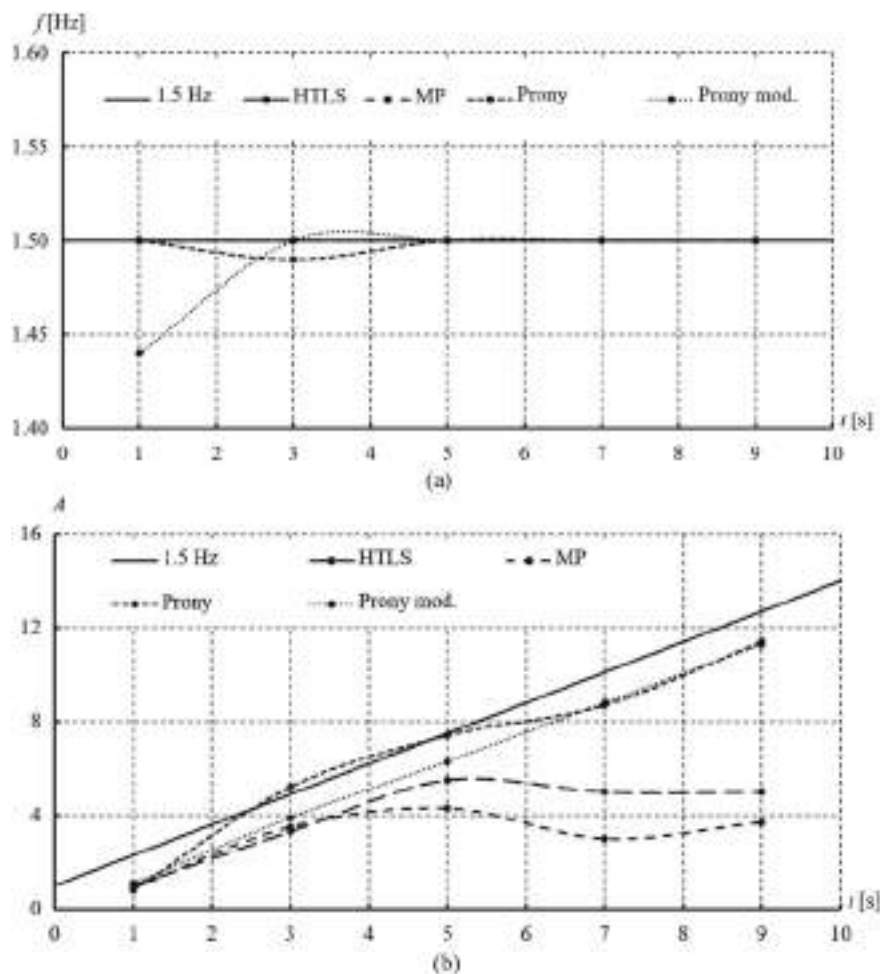 f [Hz]
1.60
1.5 Hz HTLS MP Prony Prony mod.
1.55
1.50
1.45
1.40
t [s]
0 1 2 3 4 5 6 7 8 9 10
(a)
A
16
1.5 Hz HTLS MP
Prony Prony mod.
12
8
4
0
t [s]
0 1 2 3 4 5 6 7 8 9 10
(b)